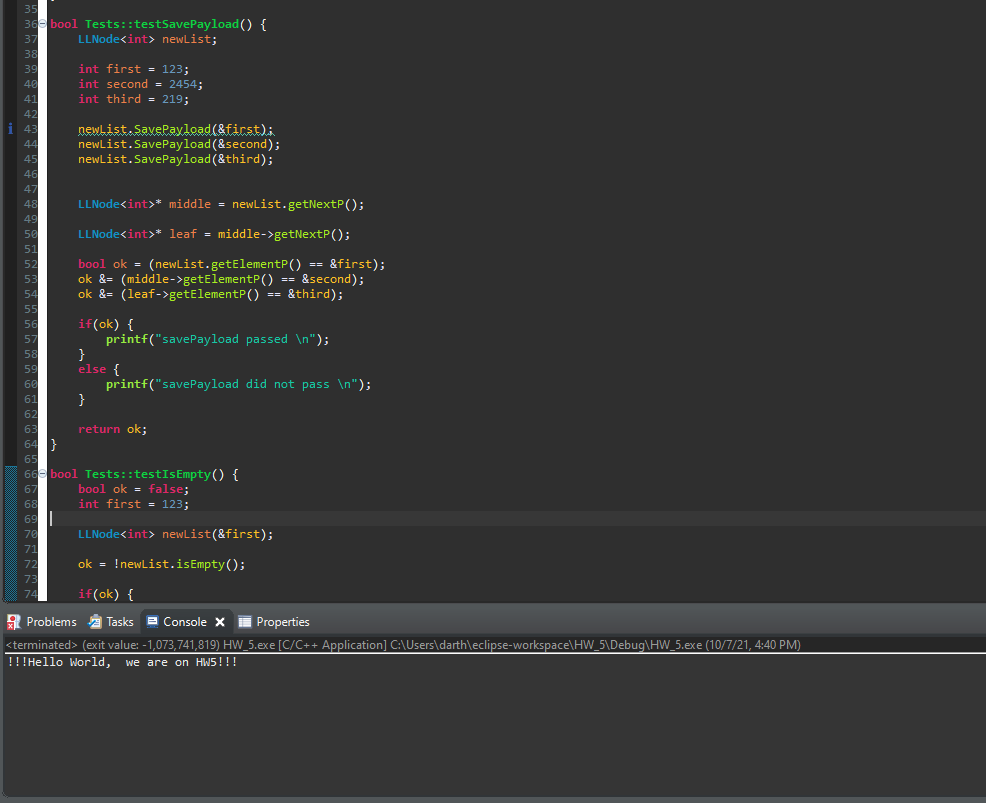 35
36 bool Tests::testSavePayload() {
37 LLNode<int> newList;
38
39 int first = 123;
40 int second = 2454;
41 int third = 219;
42
43 newList.SavePayload(&first);
44 newList.SavePayload(&second);
45 newList.SavePayload(&third);
46
47
48 LLNode<int>* middle = newList.getNextP();
49
50 LLNode<int>* leaf = middle->getNextP();
51
52 bool ok = (newList.getElementP() == &first);
53 ok &= (middle->getElementP() == &second);
54 ok &= (leaf->getElementP() == &third);
55
56 if(ok) {
57 printf("savePayload passed \n");
58 }
59 else {
60 printf("savePayload did not pass \n");
61 }
62
63 return ok;
64 }
65
66 bool Tests::testIsEmpty() {
67 bool ok = false;
68 int first = 123;
69
70 LLNode<int> newList(&first);
71
72 ok = !newList.isEmpty();
73
74 if(ok) {
Problems Tasks Console Properties
<terminated> (exit value: -1,073,741,819) HW_5.exe [C/C++ Application] C:\Users\darth\eclipse-workspace\HW_5\Debug\HW_5.exe (10/7/21, 4:40 PM)
!!!Hello World,  we are on HW5!!!